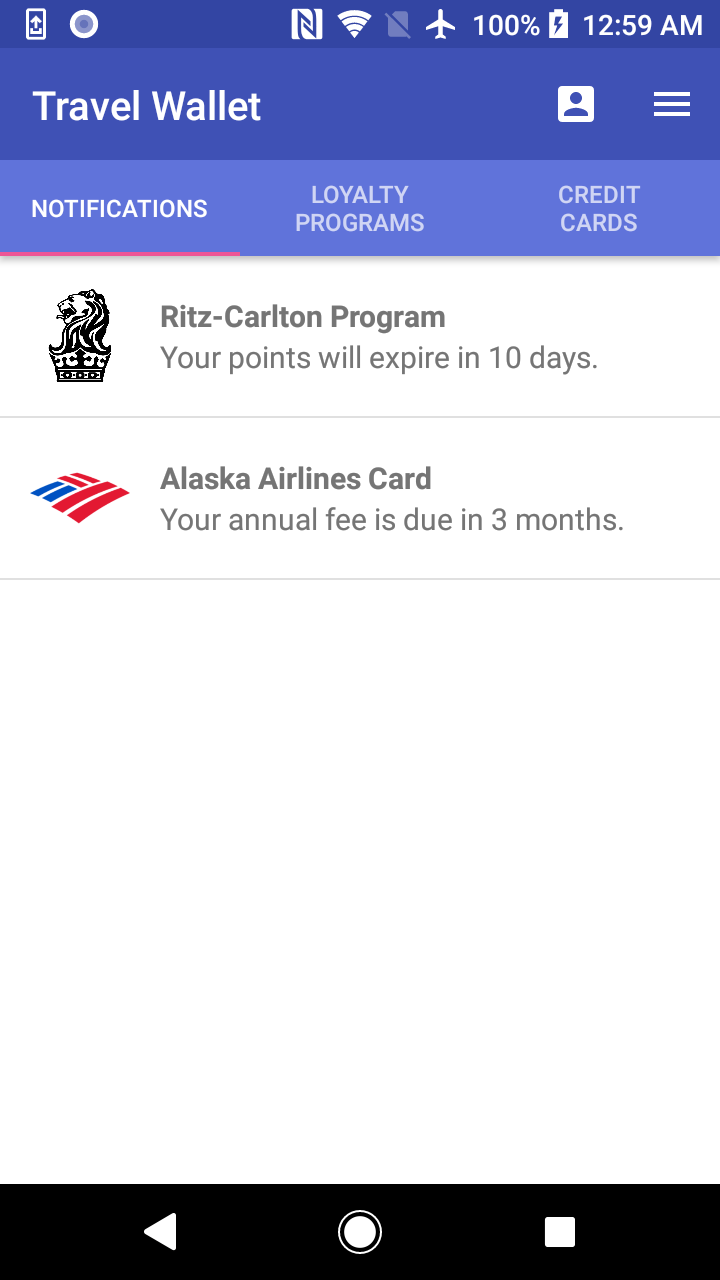 100% 12:59 AM
Travel Wallet
NOTIFICATIONS
LOYALTY
PROGRAMS
CREDIT
CARDS
Ritz-Carlton Program
Your points will expire in 10 days.
Alaska Airlines Card
Your annual fee is due in 3 months.